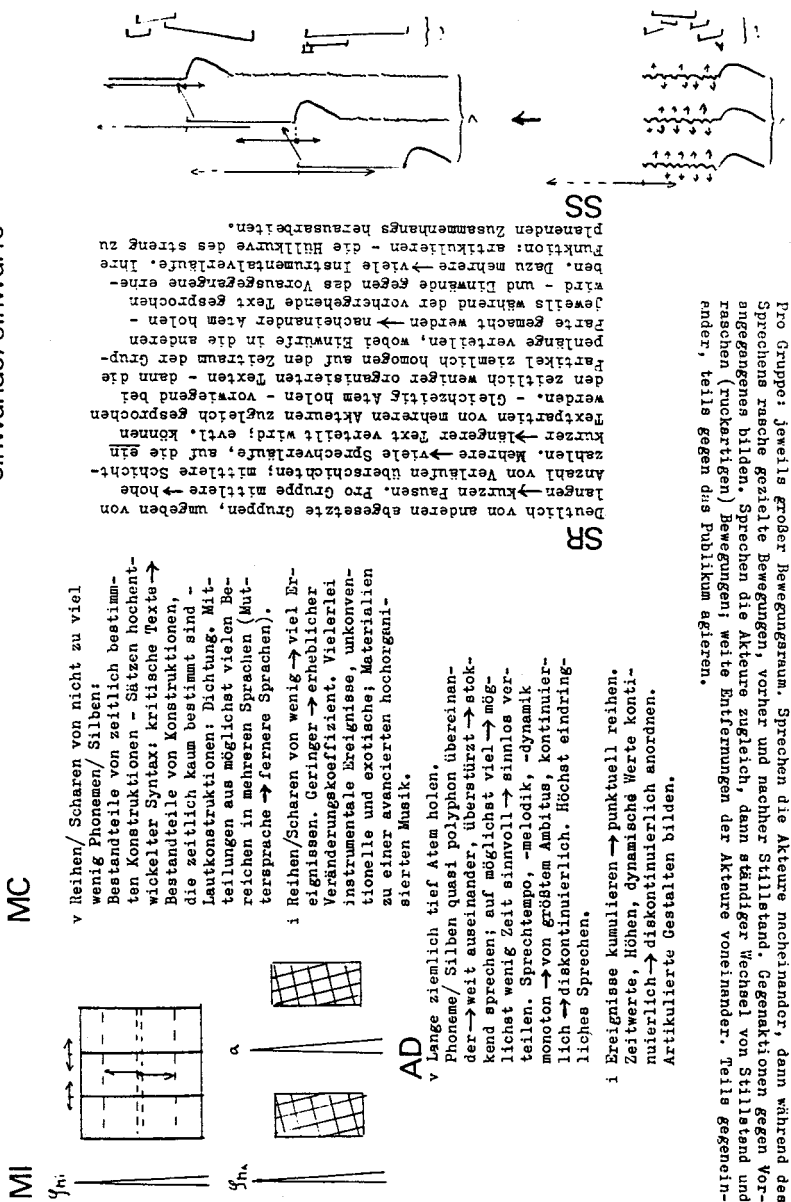 MI
φhi
φha
a
MC
v Reihen/ Scharen von nicht zu viel
wenig Phonemen/ Silben:
Bestandteile von zeitlich bestimm-
ten Konstruktionen - Sätzen hochent-
wickelter Syntax: kritische Texte→
Bestandteile von Konstruktionen,
die zeitlich kaum bestimmt sind -
Lautkonstruktionen: Dichtung. Mit-
teilungen aus möglichst vielen Be-
reichen in mehreren Sprachen (Mut-
tersprache → fernere Sprachen).
i Reihen/Scharen von wenig→viel Er-
eignissen. Geringer → erheblicher
Veränderungskoeffizient. Vielerlei
instrumentale Ereignisse, unkonven-
tionelle und exotische; Materialien
zu einer avancierten hochorgani-
sierten Musik.
AD
v Lange ziemlich tief Atem holen.
Phoneme/ Silben quasi polyphon übereinan-
der→weit auseinander, überstürzt → stok-
kend sprechen; auf möglichst viel→mög-
lichst wenig Zeit sinnvoll→ sinnlos ver-
teilen. Sprechtempo, -melodik, -dynamik
monoton →von größtem Ambitus, kontinuier-
lich →diskontinuierlich. Höchst eindring-
liches Sprechen.
i Ereignisse kumulieren → punktuell reihen.
Zeitwerte, Höhen, dynamische Werte konti-
nuierlich→ diskontinuierlich anordnen.
Artikulierte Gestalten bilden.
einwände/einwürfe
SR
Deutlich von anderen abgesetzte Gruppen, umgeben von
langen →kurzen Pausen. Pro Gruppe mittlere →hohe
Anzahl von Verläufen überschichten; mittlere Schicht-
zahlen. Mehrere →viele Sprechverläufe, auf die ein
kurzer →längerer Text verteilt wird; evtl. können
Textpartien von mehreren Akteuren zugleich gesprochen
werden. - Gleichzeitig Atem holen - vorwiegend bei
den zeitlich weniger organisierten Texten - dann die
Partikel ziemlich homogen auf den Zeitraum der Grup-
penlänge verteilen, wobei Einwürfe in die anderen
Parte gemacht werden → nacheinander Atem holen -
jeweils während der vorhergehende Text gesprochen
wird - und Einwände gegen das Vorausgegangene erhe-
ben. Dazu mehrere →viele Instrumentalverläufe. Ihre
Funktion: artikulieren - die Hüllkurve des streng zu
planenden Zusammenhangs herausarbeiten.
SS
Pro Gruppe: jeweils großer Bewegungsraum. Sprechen die Akteure nacheinander, dann während des
Sprechens rasche gezielte Bewegungen, vorher und nachher Stillstand. Gegenaktionen gegen Vor-
angegangenes bilden. Sprechen die Akteure zugleich, dann ständiger Wechsel von Stillstand und
raschen (ruckartigen) Bewegungen; weite Entfernungen der Akteure voneinander. Teils gegenein-
ander, teils gegen das Publikum agieren.